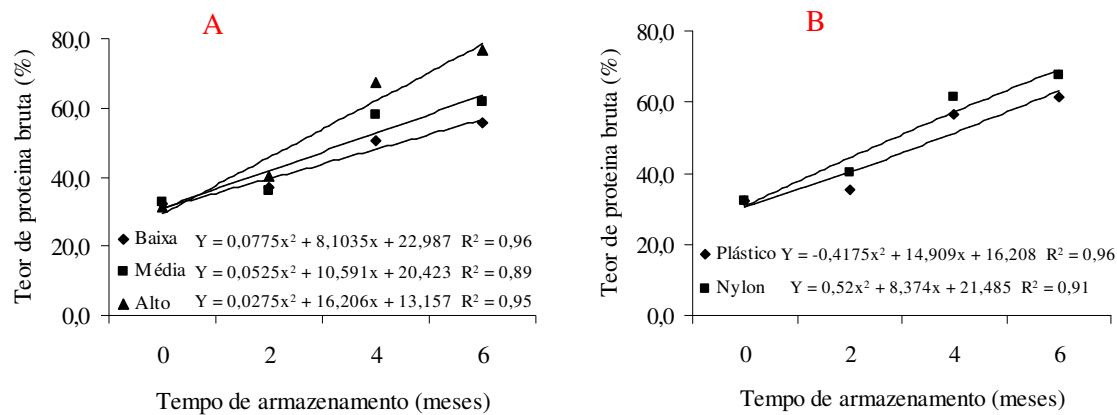 A
Teor de proteina bruta (%)
80,0
60,0
40,0
20,0
0,0
Baixa Y = 0,0775x² + 8,1035x + 22,987 R² = 0,96
Média Y = 0,0525x² + 10,591x + 20,423 R² = 0,89
Alto Y = 0,0275x² + 16,206x + 13,157 R² = 0,95
0 2 4 6
Tempo de armazenamento (meses)
B
Teor de proteina bruta (%)
80,0
60,0
40,0
20,0
0,0
Plástico Y = -0,4175x² + 14,909x + 16,208 R² = 0,96
Nylon Y = 0,52x² + 8,374x + 21,485 R² = 0,91
0 2 4 6
Tempo de armazenamento (meses)